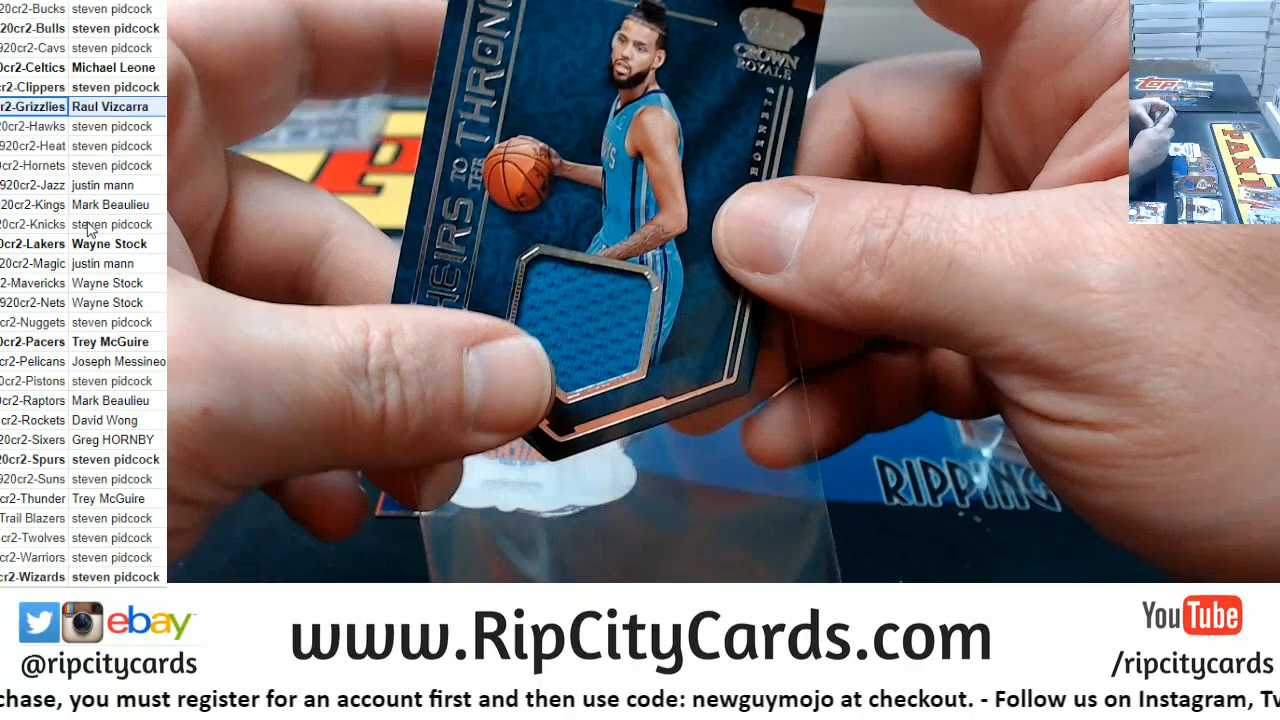 20cr2-Bucks steven pidcock
0cr2-Bulls steven pidcock
920cr2-Cavs steven pidcock
0cr2-Celtics Michael Leone
cr2-Clippers steven pidcock
r2-Grizzlies Raul Vizcarra
20cr2-Hawks steven pidcock
920cr2-Heat steven pidcock
cr2-Hornets steven pidcock
920cr2-Jazz justin mann
20cr2-Kings Mark Beaulieu
20cr2-Knicks steven pidcock
0cr2-Lakers Wayne Stock
20cr2-Magic justin mann
2-Mavericks Wayne Stock
920cr2-Nets Wayne Stock
cr2-Nuggets steven pidcock
0cr2-Pacers Trey McGuire
cr2-Pelicans Joseph Messineo
0cr2-Pistons steven pidcock
cr2-Raptors Mark Beaulieu
cr2-Rockets David Wong
20cr2-Sixers Greg HORNBY
20cr2-Spurs steven pidcock
920cr2-Suns steven pidcock
cr2-Thunder Trey McGuire
Trail Blazers steven pidcock
cr2-Twolves steven pidcock
cr2-Warriors steven pidcock
cr2-Wizards steven pidcock
HEIRS TO THE THRONE
CROWN
ROYALE
HORNETS
RIPPING
TOPPS
PANI
ebay
@ripcitycards
www.RipCityCards.com
YouTube
/ripcitycards
chase, you must register for an account first and then use code: newguymojo at checkout. - Follow us on Instagram, Tw